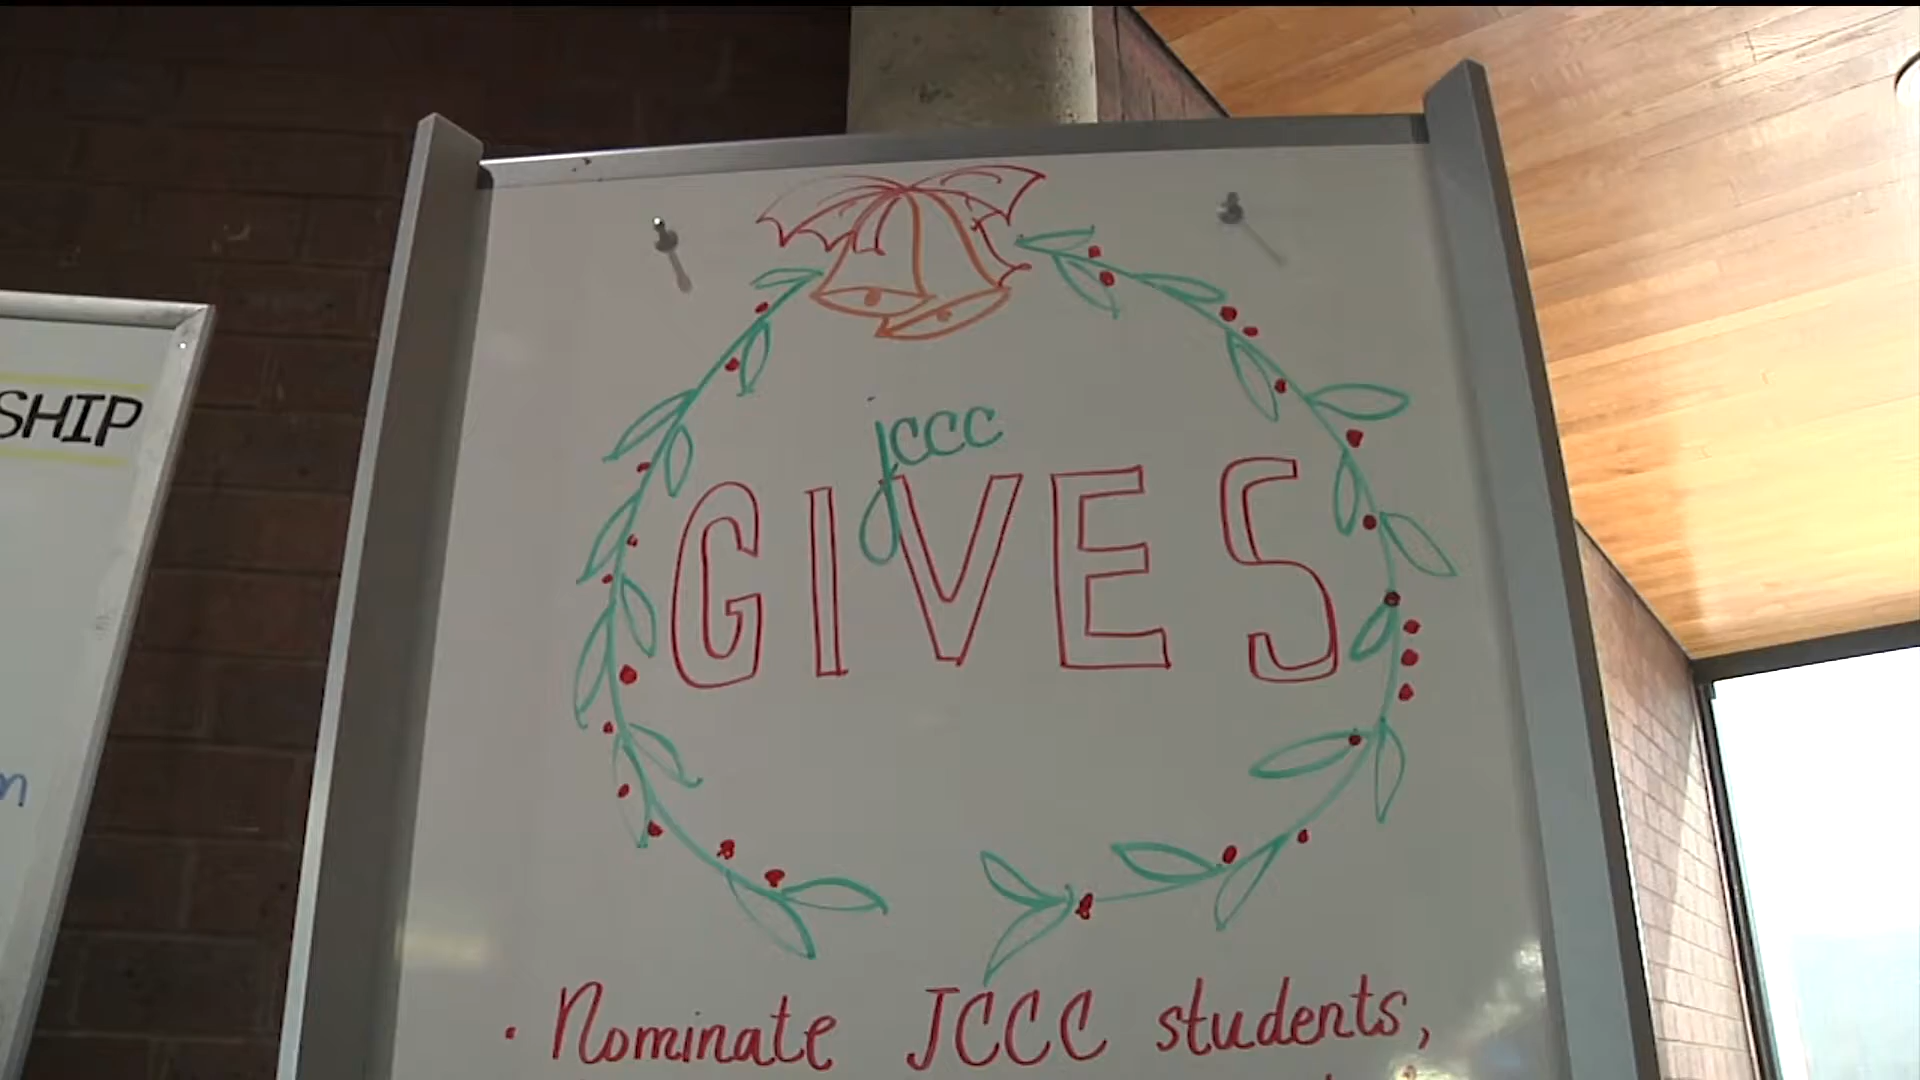 SHIP
jccc
GIVES
· Nominate JCCC students,